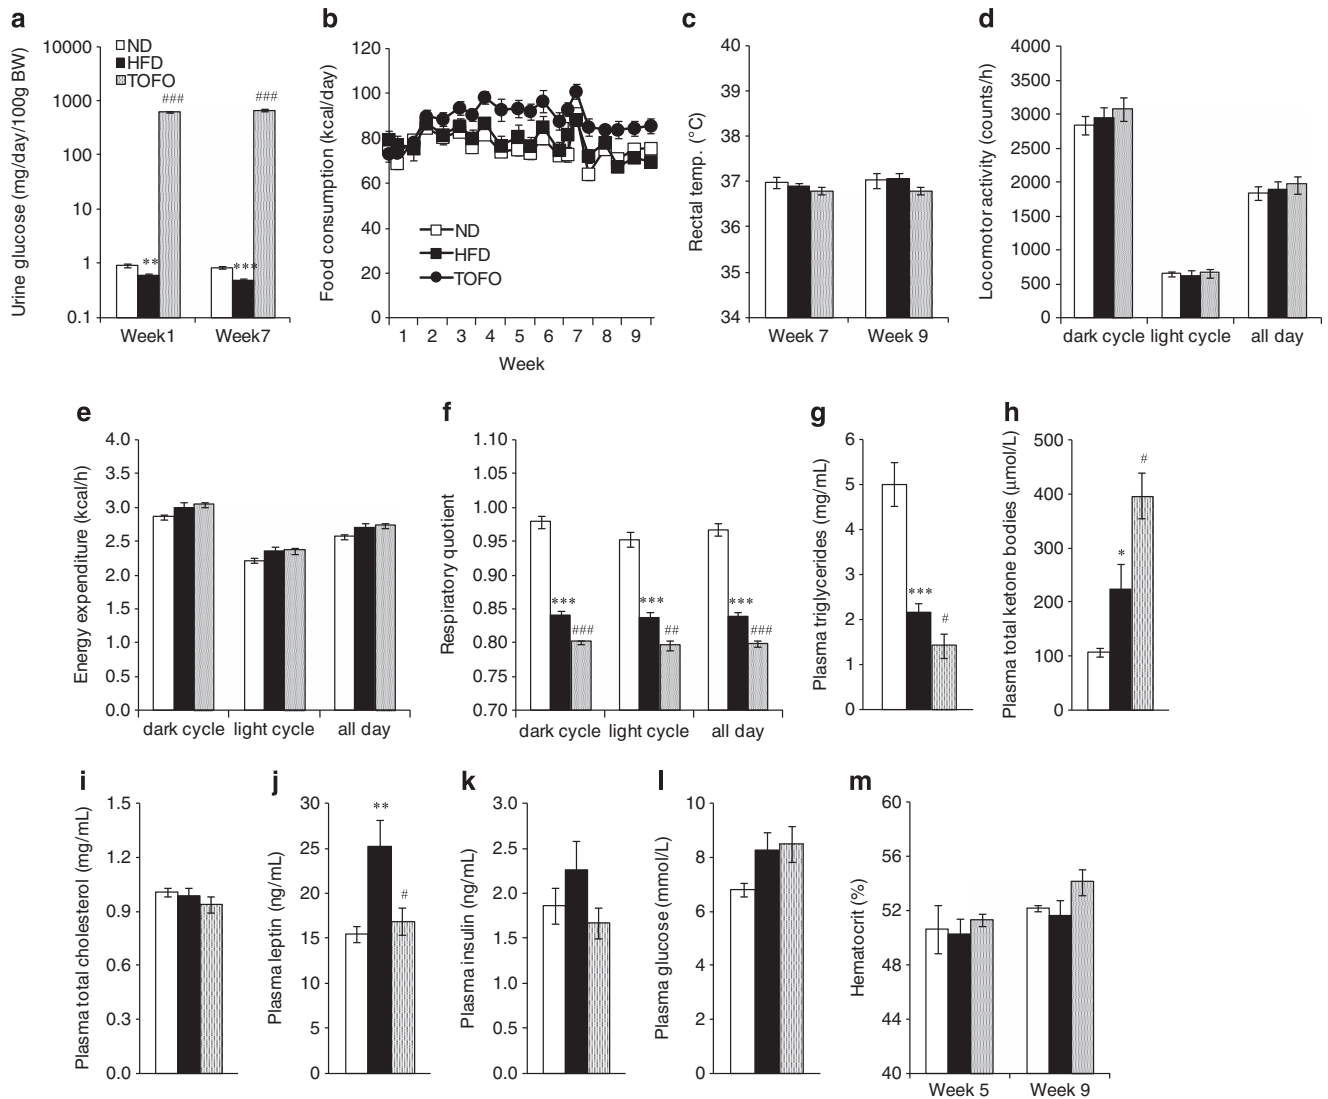 a
Urine glucose (mg/day/100g BW)
10000
1000
100
10
1
0.1
ND
HFD
TOFO
###
###
**
***
Week1
Week7
b
Food consumption (kcal/day)
120
100
80
60
40
20
0
ND
HFD
TOFO
1 2 3 4 5 6 7 8 9
Week
c
Rectal temp. (°C)
40
39
38
37
36
35
34
Week 7
Week 9
d
Locomotor activity (counts/h)
4000
3500
3000
2500
2000
1500
1000
500
0
dark cycle
light cycle
all day
e
Energy expenditure (kcal/h)
4.0
3.5
3.0
2.5
2.0
1.5
1.0
0.5
0.0
dark cycle
light cycle
all day
f
Respiratory quotient
1.10
1.05
1.00
0.95
0.90
0.85
0.80
0.75
0.70
***
###
***
##
***
###
dark cycle
light cycle
all day
g
Plasma triglycerides (mg/mL)
6
5
4
3
2
1
0
***
#
h
Plasma total ketone bodies (μmol/L)
500
400
300
200
100
0
*
#
i
Plasma total cholesterol (mg/mL)
1.5
1.2
0.9
0.6
0.3
0.0
j
Plasma leptin (ng/mL)
30
25
20
15
10
5
0
**
#
k
Plasma insulin (ng/mL)
3.0
2.5
2.0
1.5
1.0
0.5
0.0
l
Plasma glucose (mmol/L)
10
8
6
4
2
0
m
Hematocrit (%)
60
56
52
50
44
40
Week 5
Week 9